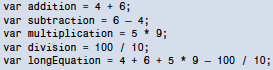 var addition = 4 + 6;
var subtraction = 6 – 4;
var multiplication = 5 * 9;
var division = 100 / 10;
var longEquation = 4 + 6 + 5 * 9 – 100 / 10;